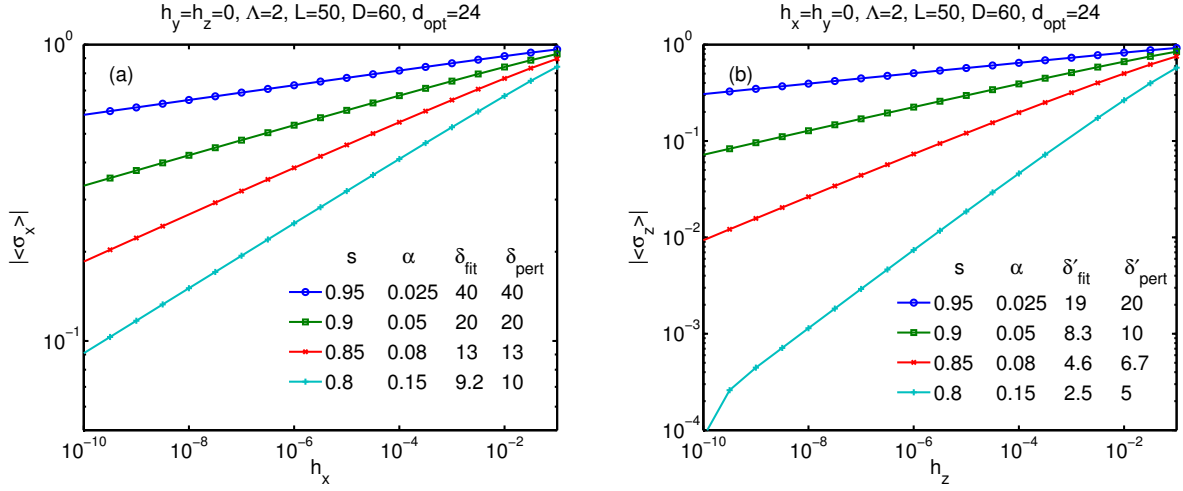 h_y=h_z=0, Λ=2, L=50, D=60, d_opt=24
(a)
|<σ_x>|
10^0
10^−1
s α δ_fit δ_pert
0.95 0.025 40 40
0.9 0.05 20 20
0.85 0.08 13 13
0.8 0.15 9.2 10
10^−10 10^−8 10^−6 10^−4 10^−2
h_x
h_x=h_y=0, Λ=2, L=50, D=60, d_opt=24
(b)
|<σ_z>|
10^0
10^−1
10^−2
10^−3
10^−4
s α δ′_fit δ′_pert
0.95 0.025 19 20
0.9 0.05 8.3 10
0.85 0.08 4.6 6.7
0.8 0.15 2.5 5
10^−10 10^−8 10^−6 10^−4 10^−2
h_z